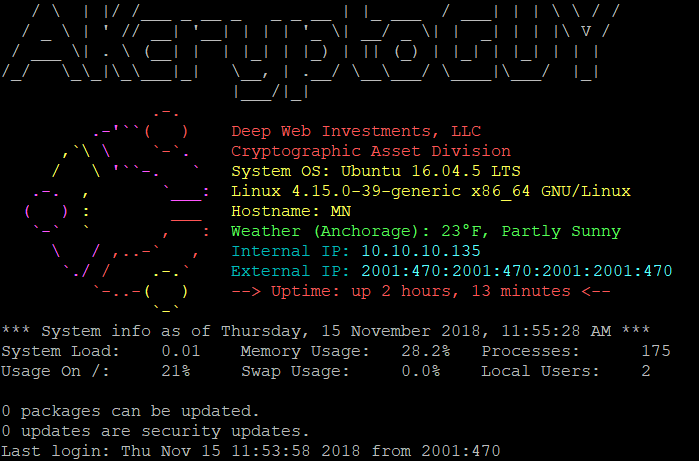 AKcryptoGUY
Deep Web Investments, LLC
Cryptographic Asset Division
System OS: Ubuntu 16.04.5 LTS
Linux 4.15.0-39-generic x86_64 GNU/Linux
Hostname: MN
Weather (Anchorage): 23°F, Partly Sunny
Internal IP: 10.10.10.135
External IP: 2001:470:2001:470:2001:2001:470
--> Uptime: up 2 hours, 13 minutes <--
*** System info as of Thursday, 15 November 2018, 11:55:28 AM ***
System Load: 0.01 Memory Usage: 28.2% Processes: 175
Usage On /: 21% Swap Usage: 0.0% Local Users: 2
0 packages can be updated.
0 updates are security updates.
Last login: Thu Nov 15 11:53:58 2018 from 2001:470